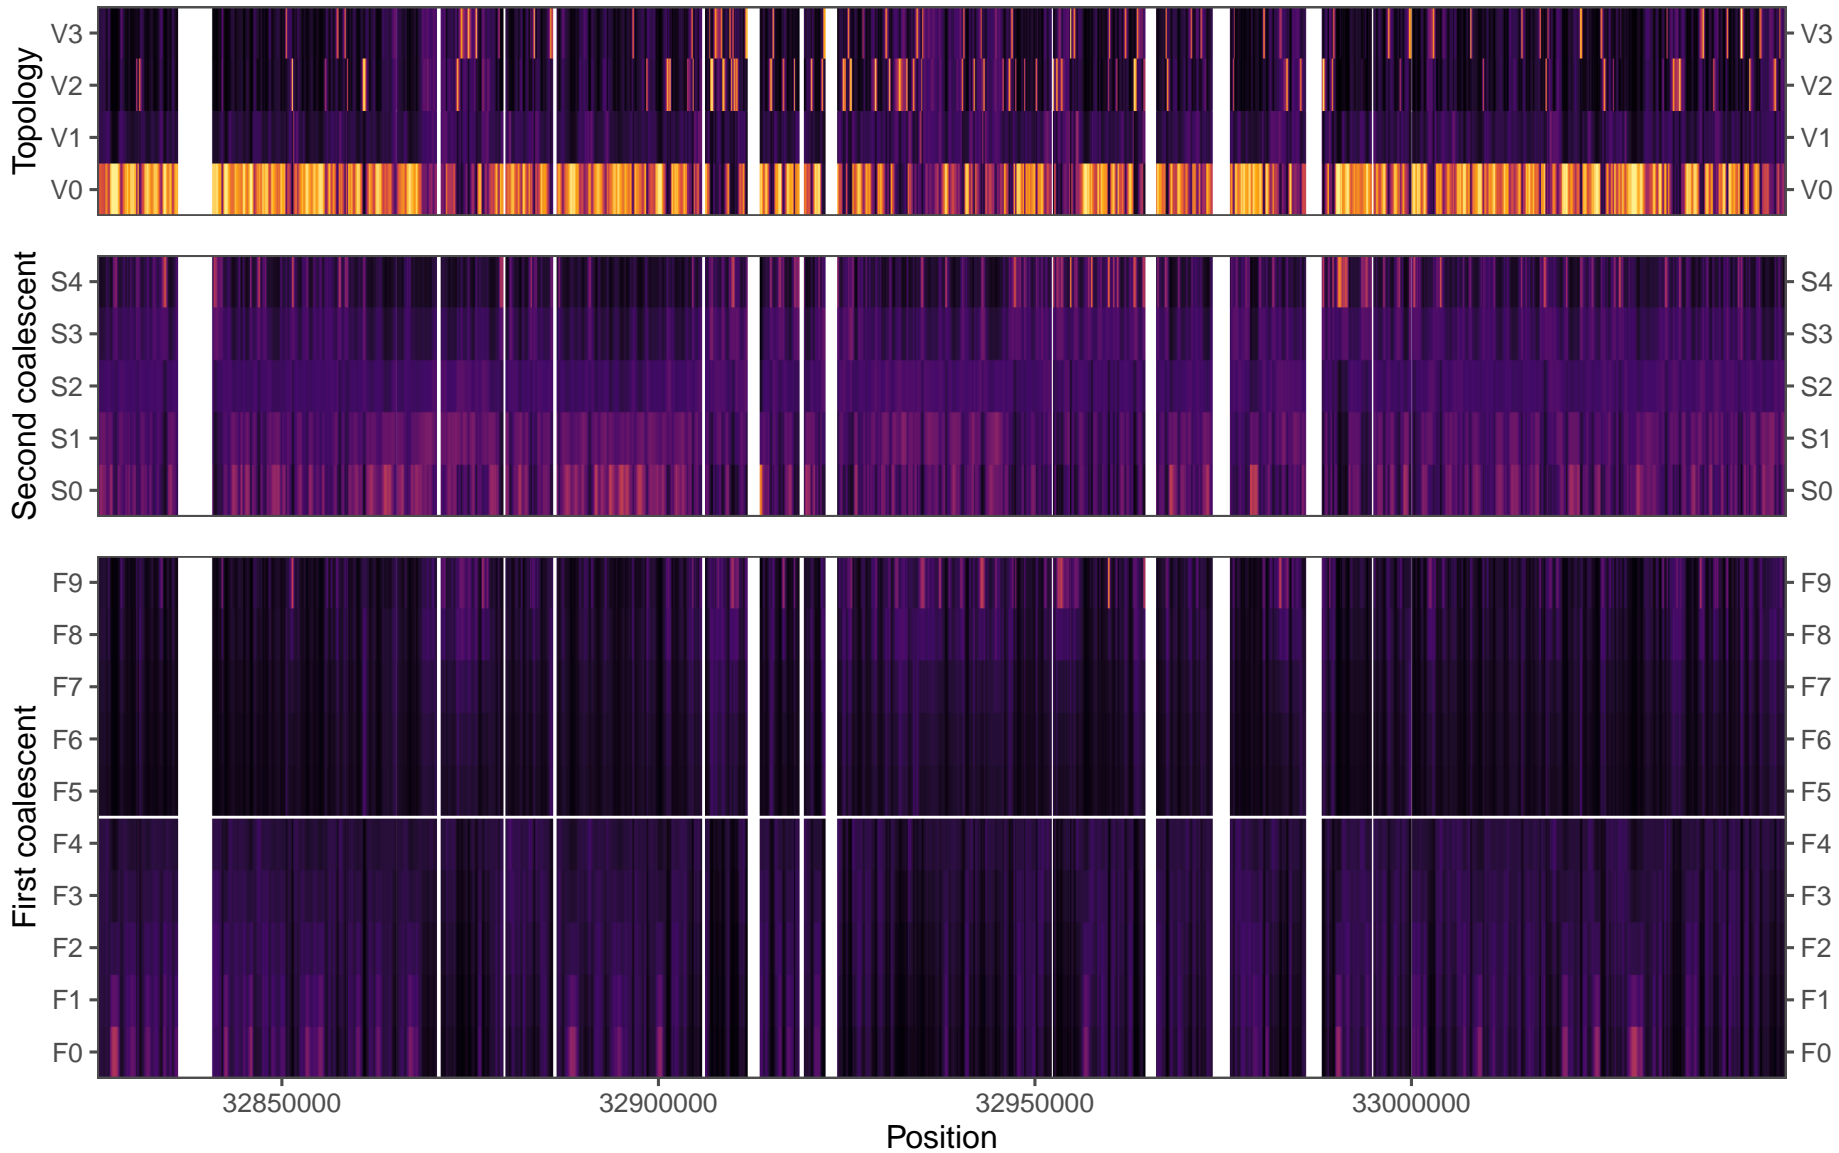 Topology
V3
V2
V1
V0
V3
V2
V1
V0
Second coalescent
S4
S3
S2
S1
S0
S4
S3
S2
S1
S0
First coalescent
F9
F8
F7
F6
F5
F4
F3
F2
F1
F0
F9
F8
F7
F6
F5
F4
F3
F2
F1
F0
32850000
32900000
32950000
33000000
Position